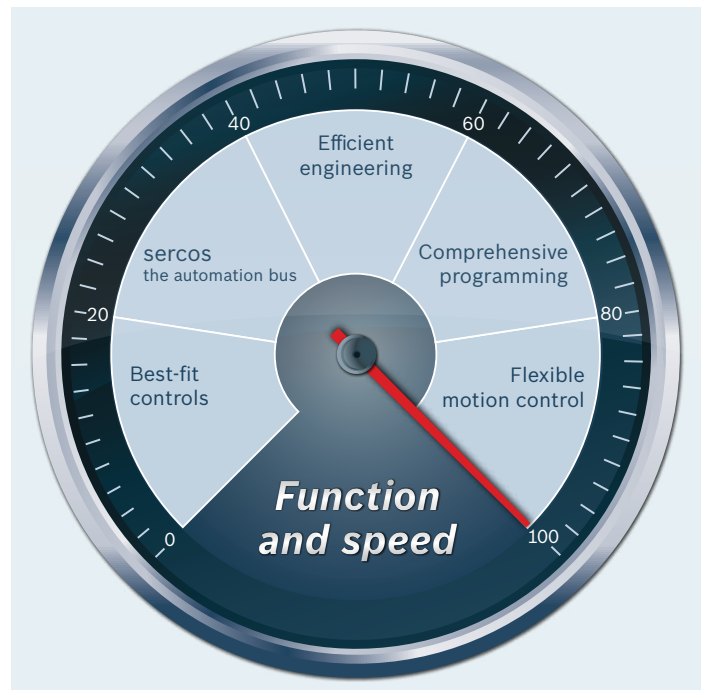 40
60
Efficient
engineering
sercos
the automation bus
Comprehensive
programming
20
80
Best-fit
controls
Flexible
motion control
Function
and speed
0
100